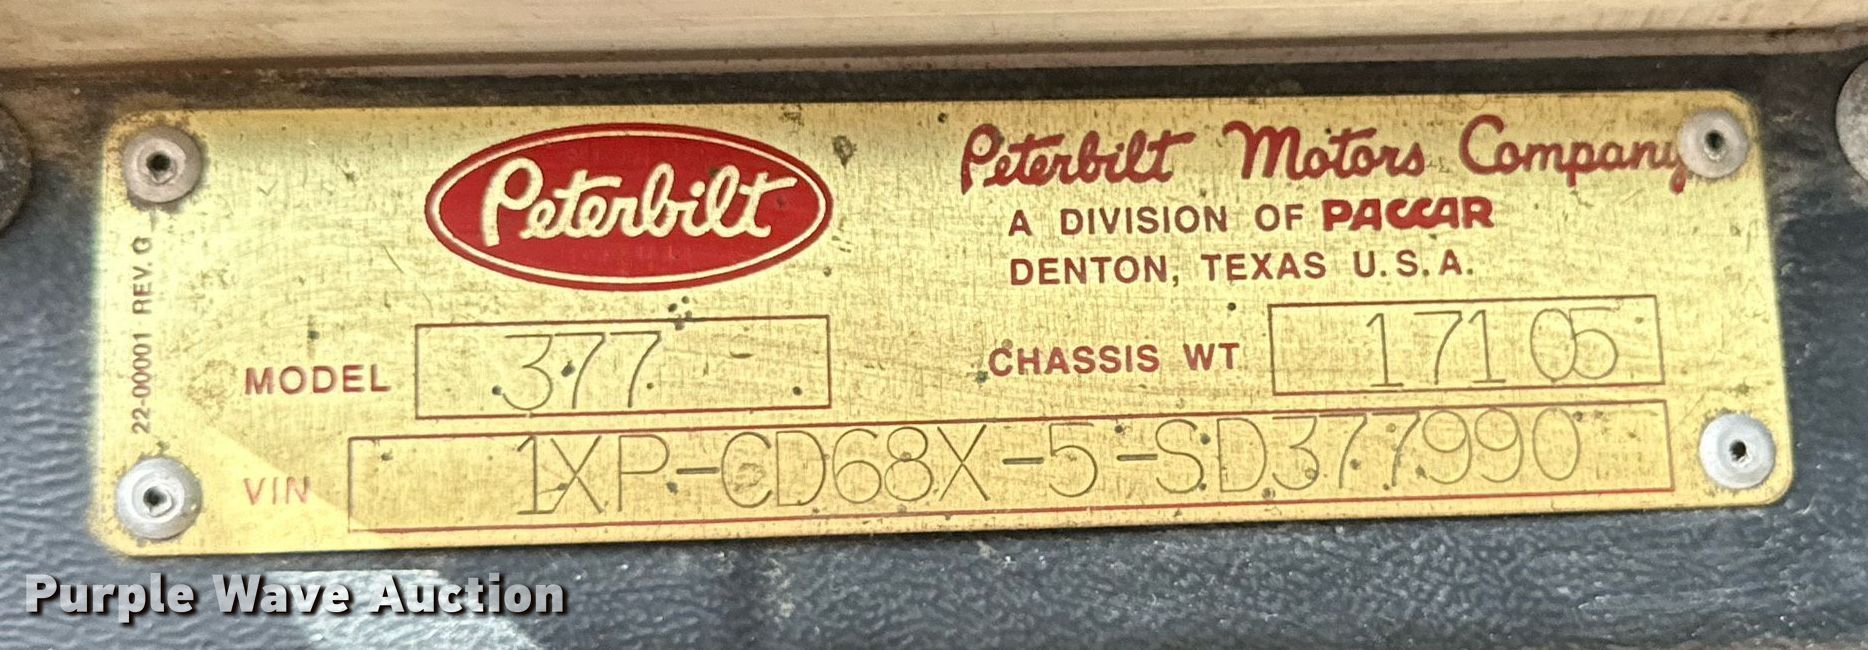 Peterbilt
Peterbilt Motors Company
A DIVISION OF PACCAR
DENTON, TEXAS U.S.A.
MODEL 377
CHASSIS WT 17105
VIN 1XP-CD68X-5-SD377990
22-00001 REV. G
Purple Wave Auction